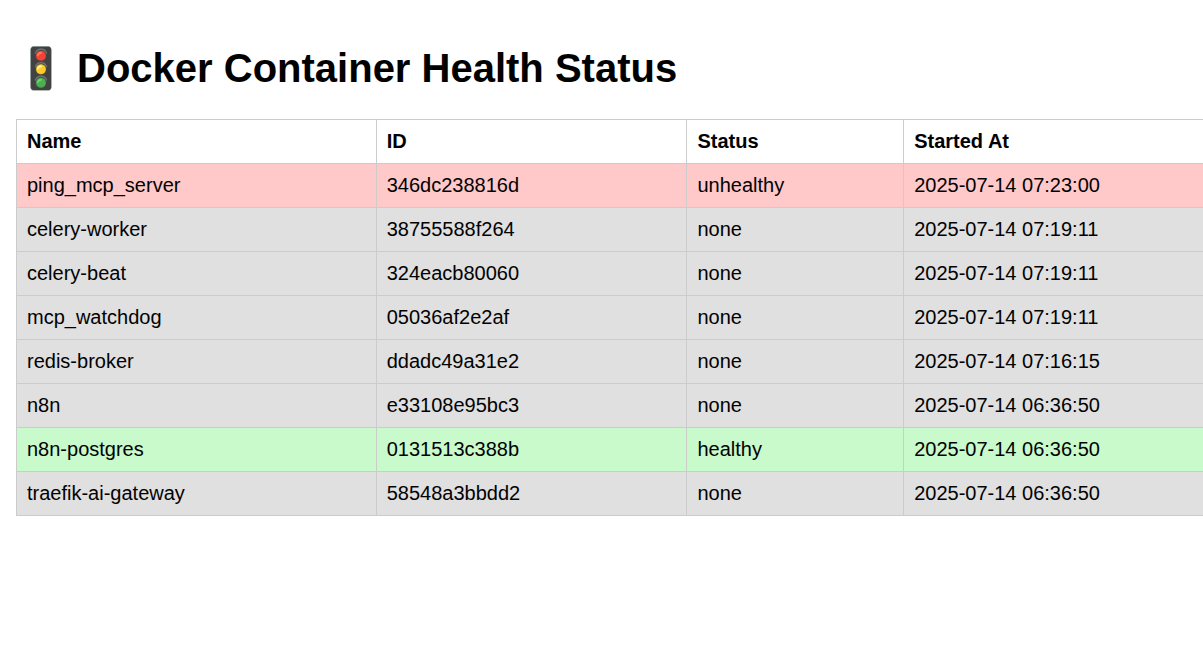 🚦 Docker Container Health Status
Name ID Status Started At
ping_mcp_server 346dc238816d unhealthy 2025-07-14 07:23:00
celery-worker 38755588f264 none 2025-07-14 07:19:11
celery-beat 324eacb80060 none 2025-07-14 07:19:11
mcp_watchdog 05036af2e2af none 2025-07-14 07:19:11
redis-broker ddadc49a31e2 none 2025-07-14 07:16:15
n8n e33108e95bc3 none 2025-07-14 06:36:50
n8n-postgres 0131513c388b healthy 2025-07-14 06:36:50
traefik-ai-gateway 58548a3bbdd2 none 2025-07-14 06:36:50